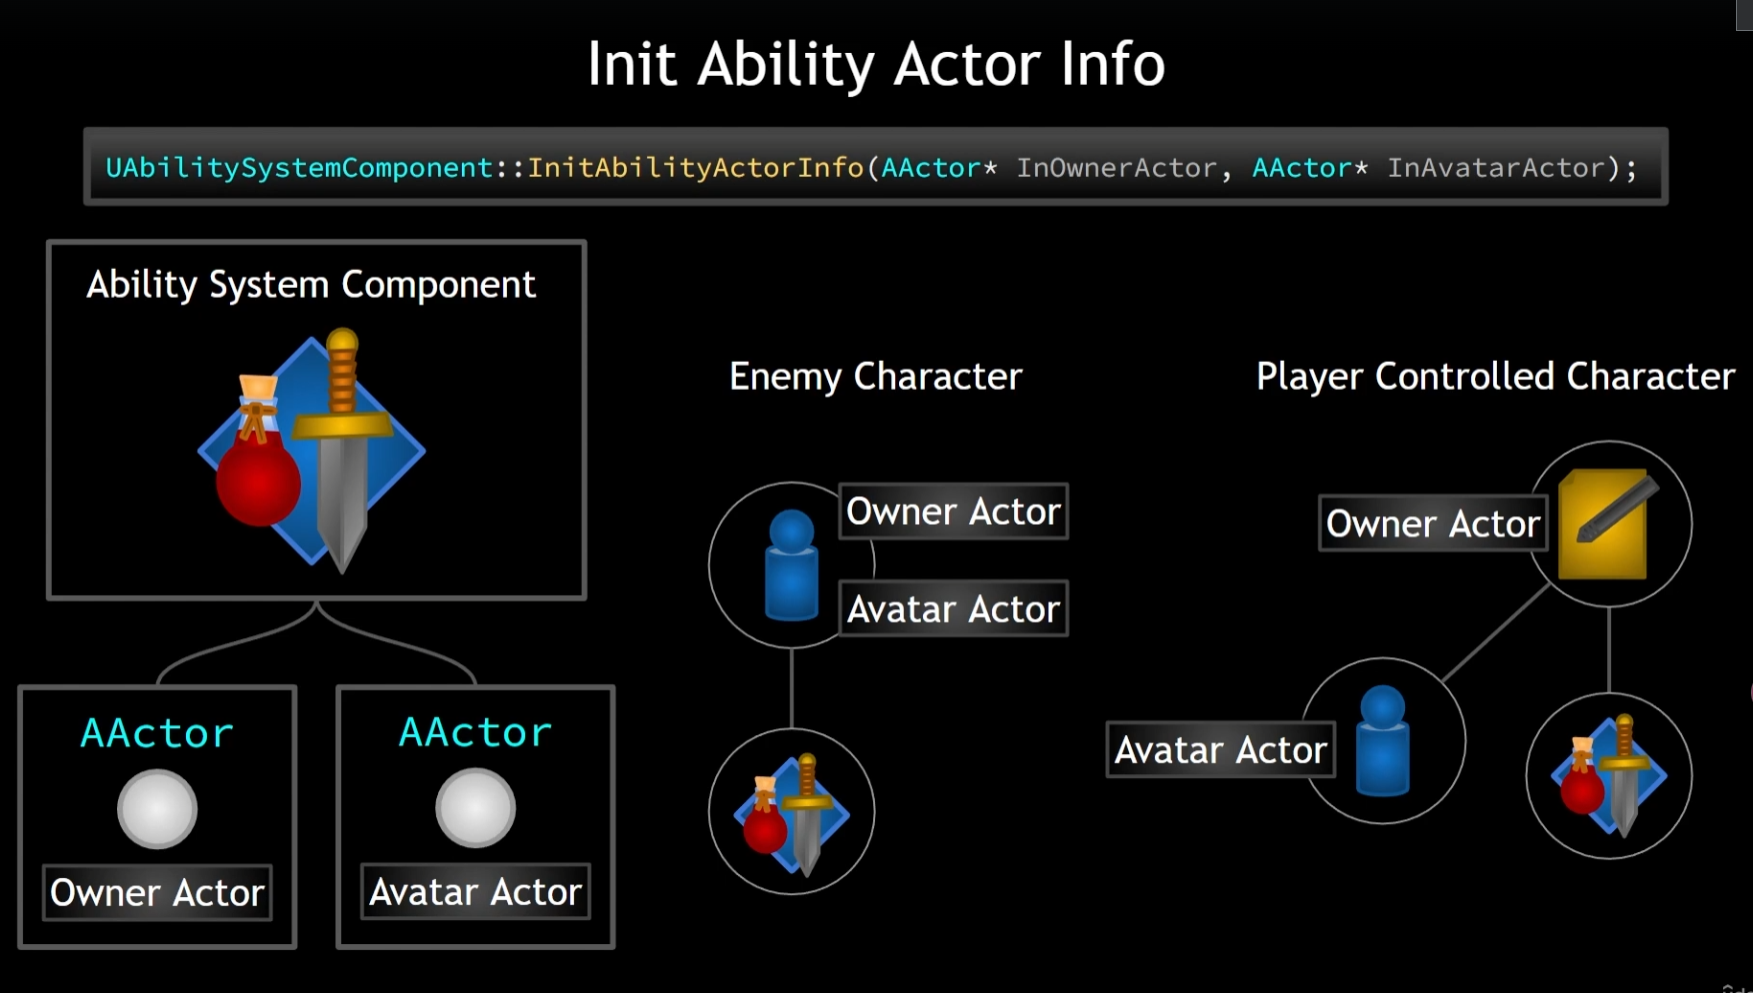 Init Ability Actor Info
UAbilitySystemComponent::InitAbilityActorInfo(AActor* InOwnerActor, AActor* InAvatarActor);
Ability System Component
AActor
Owner Actor
AActor
Avatar Actor
Enemy Character
Owner Actor
Avatar Actor
Player Controlled Character
Owner Actor
Avatar Actor